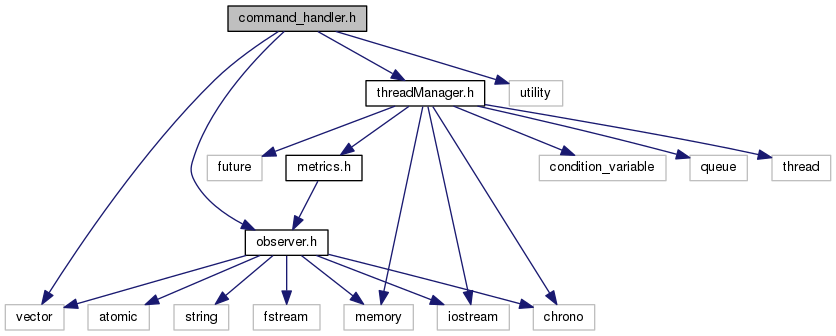 command_handler.h
threadManager.h
utility
future
metrics.h
condition_variable
queue
thread
observer.h
vector
atomic
string
fstream
memory
iostream
chrono